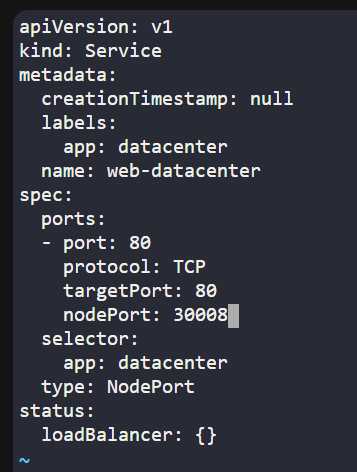 apiVersion: v1
kind: Service
metadata:
  creationTimestamp: null
  labels:
    app: datacenter
  name: web-datacenter
spec:
  ports:
  - port: 80
    protocol: TCP
    targetPort: 80
    nodePort: 30008
  selector:
    app: datacenter
  type: NodePort
status:
  loadBalancer: {}
~